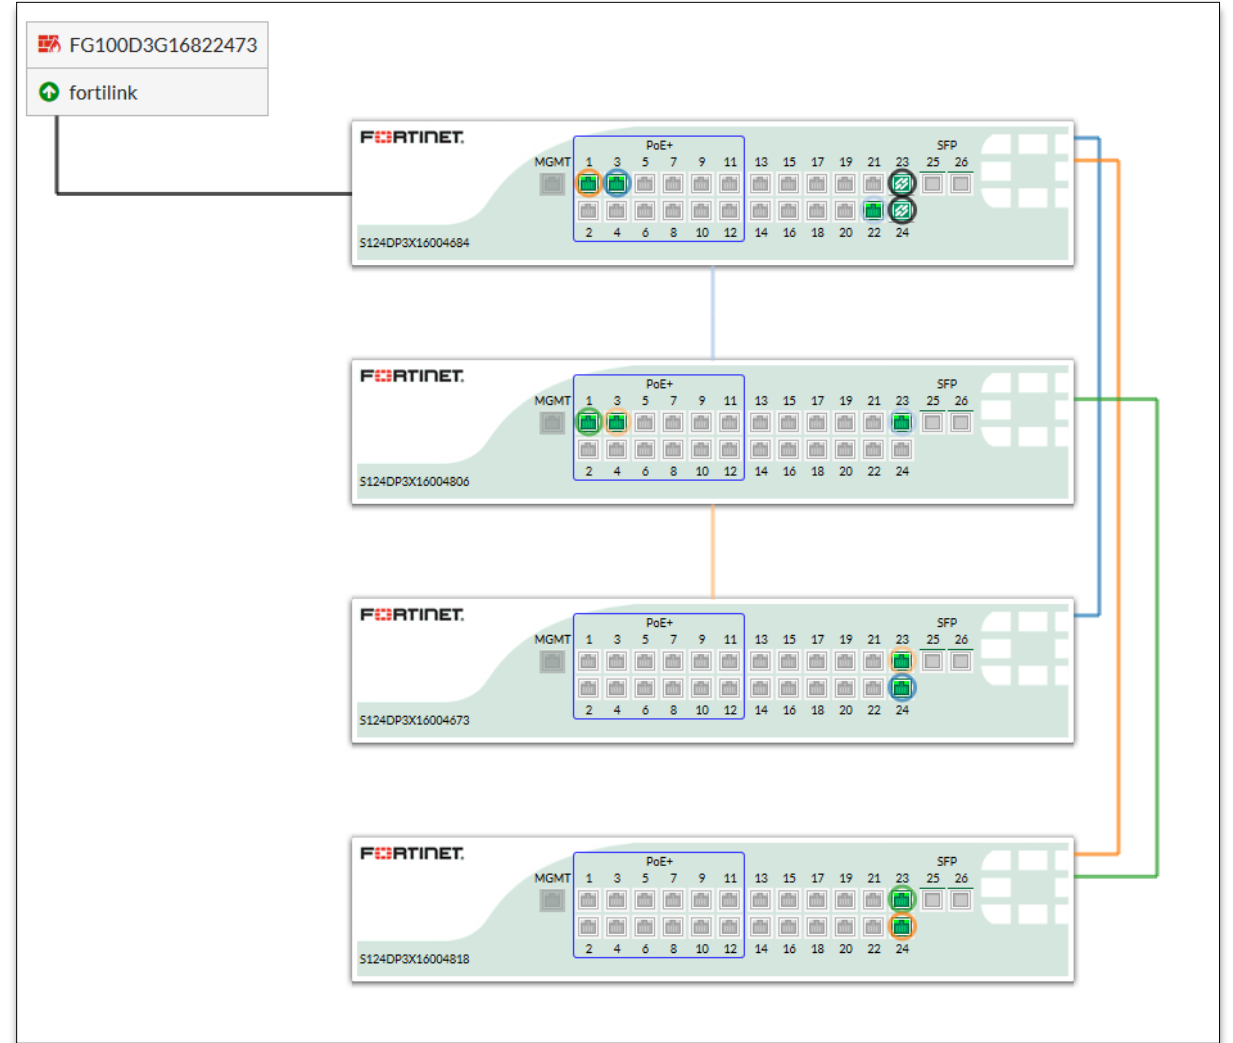 FG100D3G16822473
fortilink
FORTINET.
PoE+ SFP
MGMT 1 3 5 7 9 11 13 15 17 19 21 23 25 26
2 4 6 8 10 12 14 16 18 20 22 24
S124DP3X16004684
FORTINET.
PoE+ SFP
MGMT 1 3 5 7 9 11 13 15 17 19 21 23 25 26
2 4 6 8 10 12 14 16 18 20 22 24
S124DP3X16004806
FORTINET.
PoE+ SFP
MGMT 1 3 5 7 9 11 13 15 17 19 21 23 25 26
2 4 6 8 10 12 14 16 18 20 22 24
S124DP3X16004673
FORTINET.
PoE+ SFP
MGMT 1 3 5 7 9 11 13 15 17 19 21 23 25 26
2 4 6 8 10 12 14 16 18 20 22 24
S124DP3X16004818